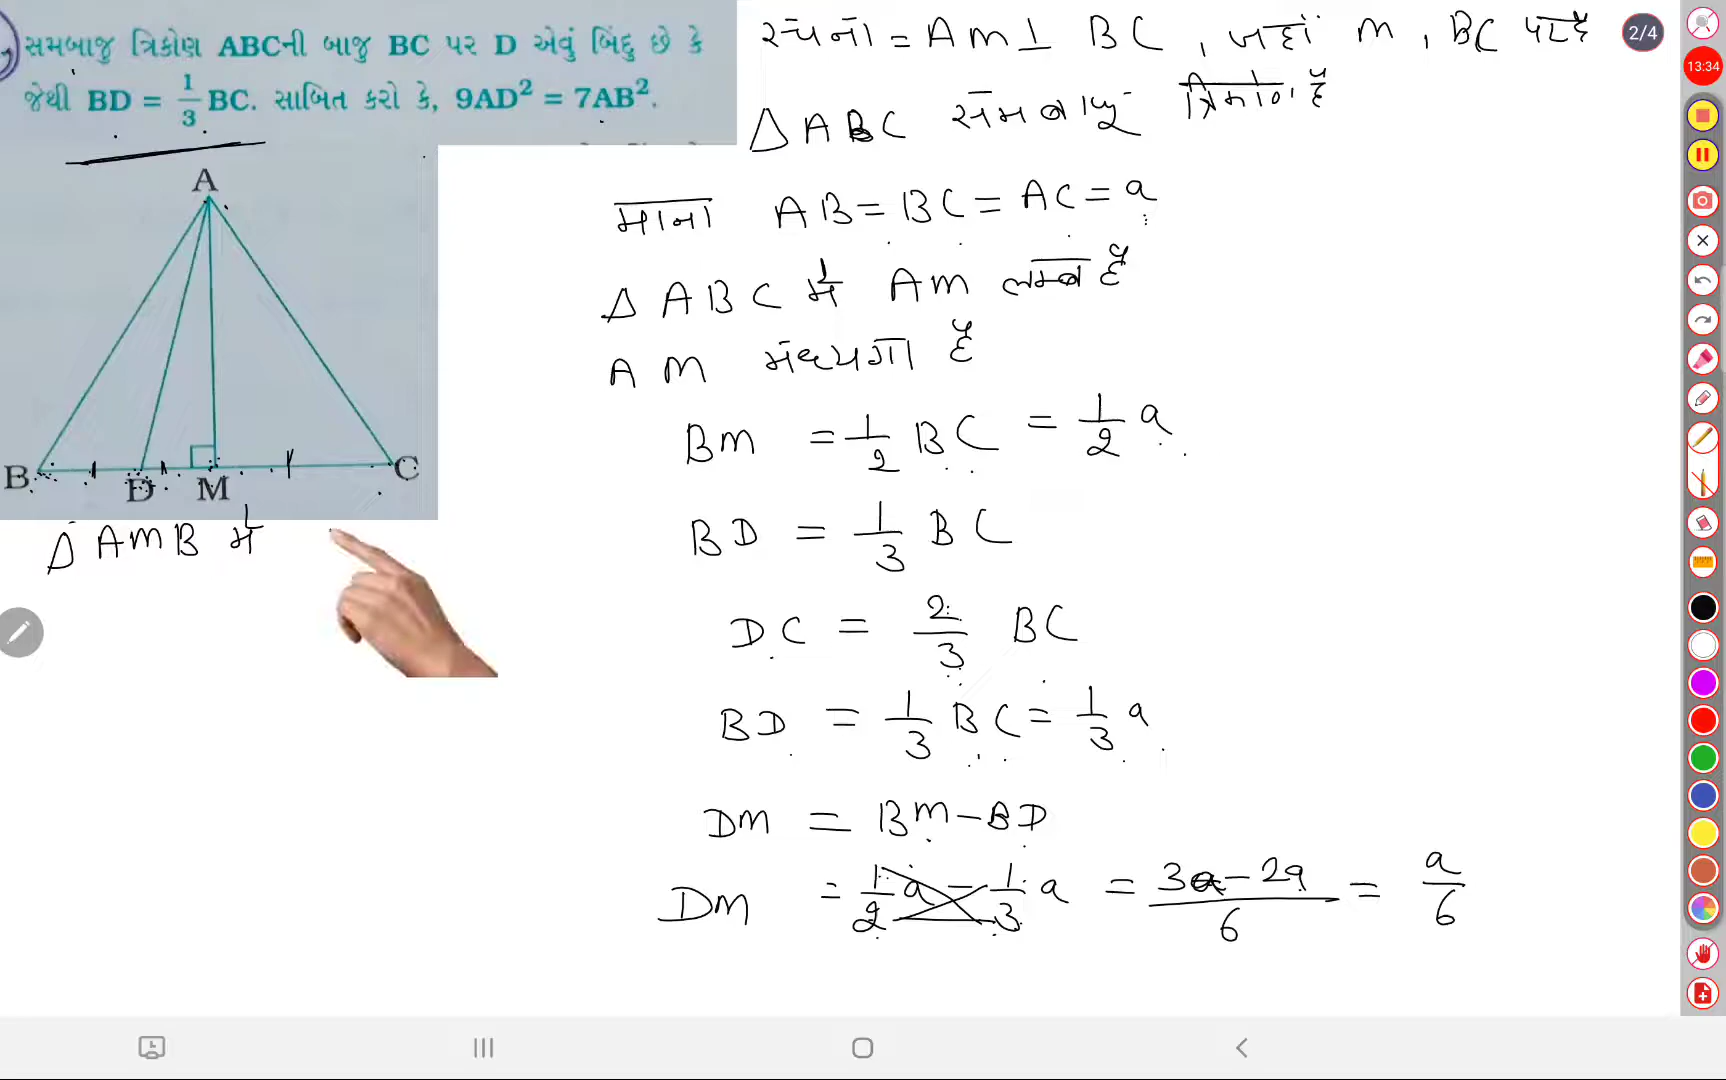 સમબાજુ ત્રિકોણ ABCની બાજુ BC પર D એવું બિંદુ છે કે
જેથી BD = 1/3 BC. સાબિત કરો કે, 9AD² = 7AB².
A
B
D
M
C
Δ AMB में
रचना = AM ⊥ BC , जहाँ M, BC पर है
Δ ABC समबाजु त्रिकोण है
माना AB = BC = AC = a
Δ ABC में AM लम्ब है
AM मध्यगा है
BM = 1/2 BC = 1/2 a
BD = 1/3 BC
DC = 2/3 BC
BD = 1/3 BC = 1/3 a
DM = BM - BD
DM = 1/2 a - 1/3 a = 3a - 2a / 6 = a/6
2/4
13:34